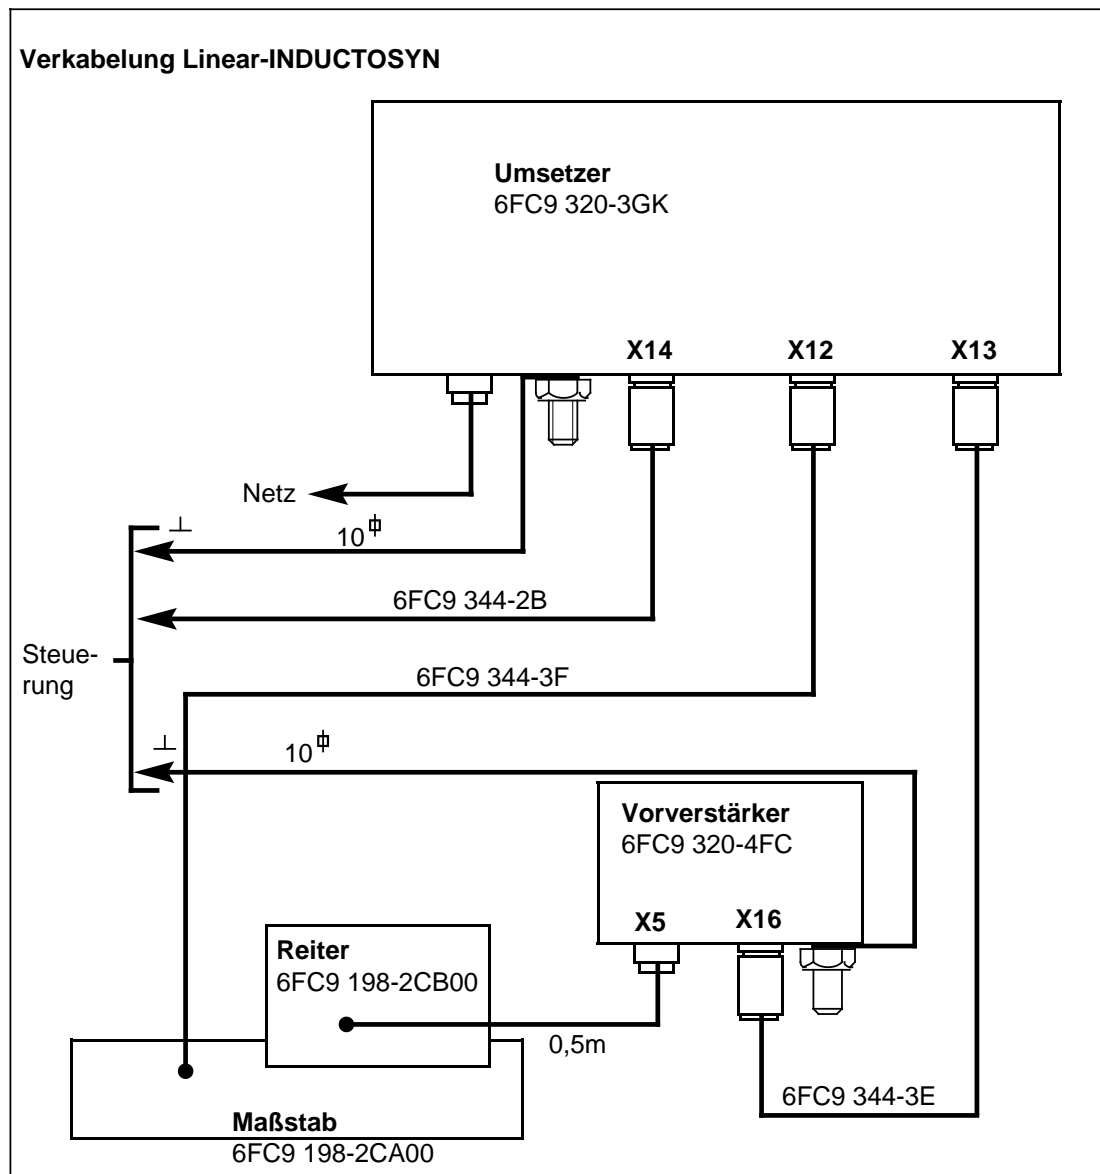 Verkabelung Linear-INDUCTOSYN
Umsetzer
6FC9 320-3GK
X14
X12
X13
Netz
10
6FC9 344-2B
Steue-
rung
6FC9 344-3F
10
Vorverstärker
6FC9 320-4FC
X5
X16
Reiter
6FC9 198-2CB00
0,5m
6FC9 344-3E
Maßstab
6FC9 198-2CA00